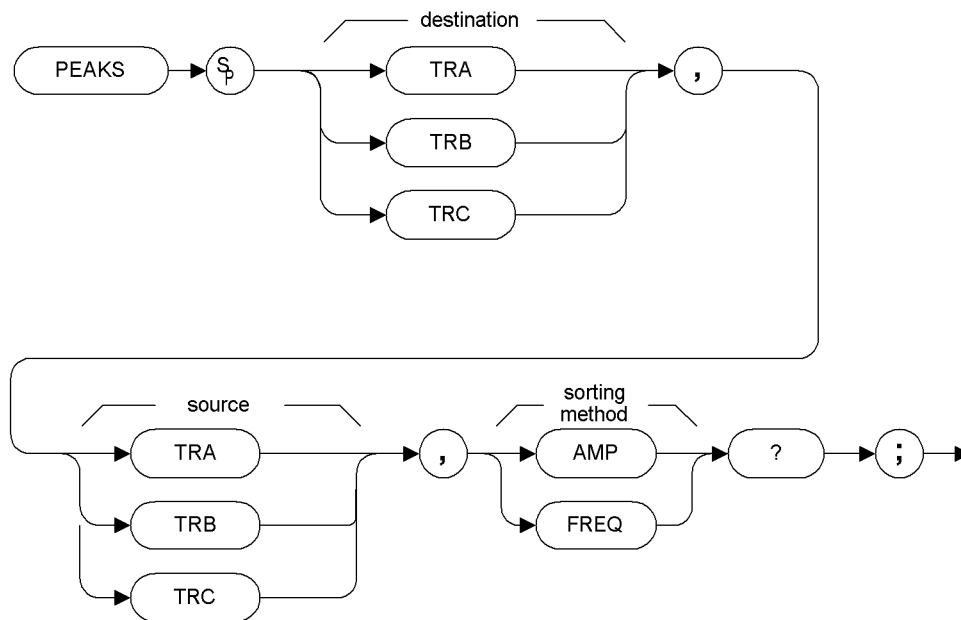 destination
PEAKS SP TRA ,
TRB
TRC
source
sorting
method
TRA , AMP ? ;
TRB FREQ
TRC